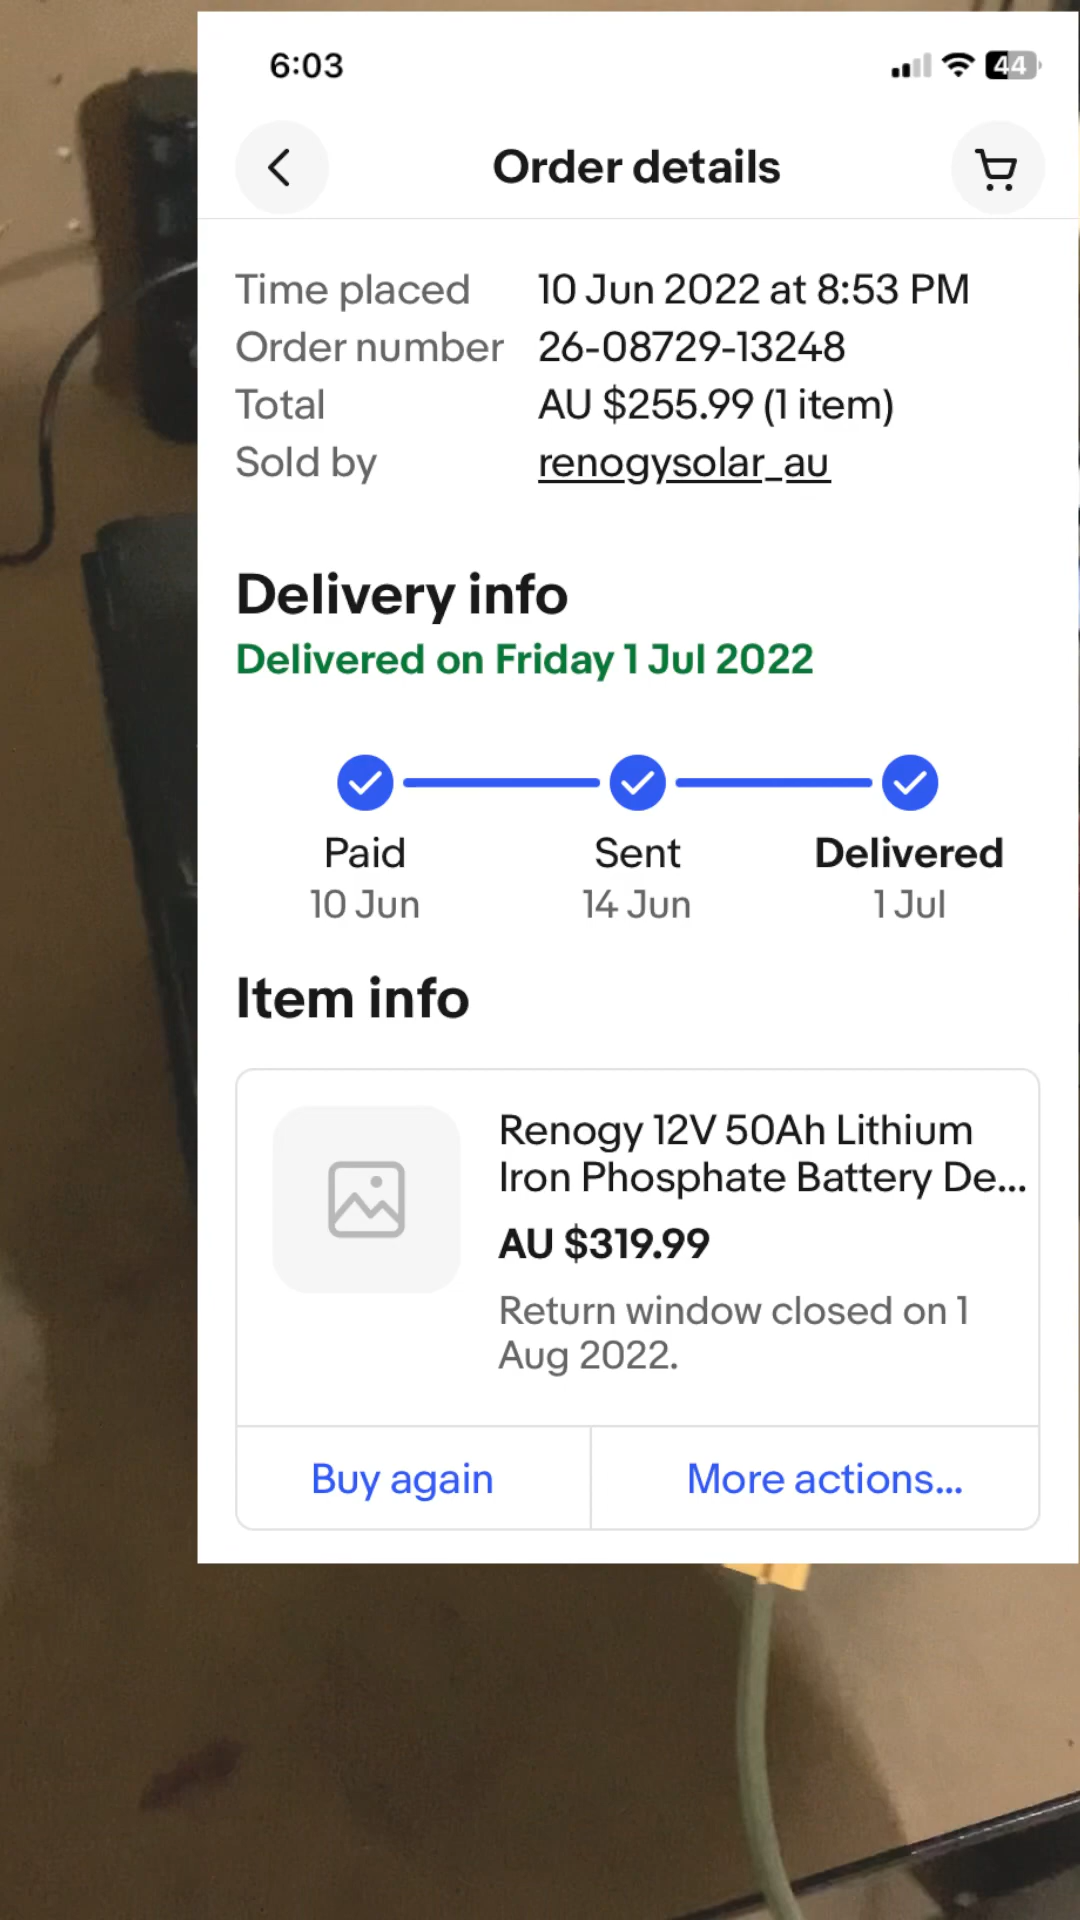 6:03
44
Order details
Time placed 10 Jun 2022 at 8:53 PM
Order number 26-08729-13248
Total AU $255.99 (1 item)
Sold by renogysolar_au
Delivery info
Delivered on Friday 1 Jul 2022
Paid Sent Delivered
10 Jun 14 Jun 1 Jul
Item info
Renogy 12V 50Ah Lithium
Iron Phosphate Battery De...
AU $319.99
Return window closed on 1
Aug 2022.
Buy again More actions...